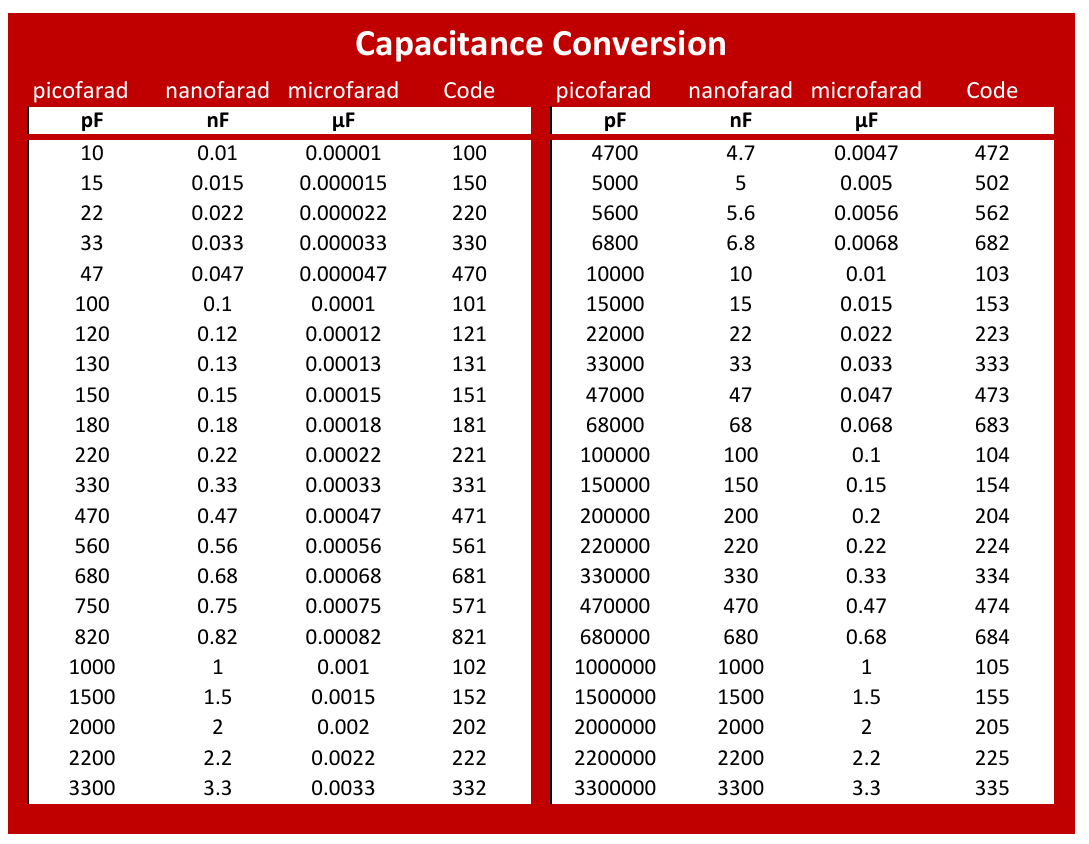 Capacitance Conversion
picofarad nanofarad microfarad Code picofarad nanofarad microfarad Code
pF nF µF pF nF µF
10 0.01 0.00001 100 4700 4.7 0.0047 472
15 0.015 0.000015 150 5000 5 0.005 502
22 0.022 0.000022 220 5600 5.6 0.0056 562
33 0.033 0.000033 330 6800 6.8 0.0068 682
47 0.047 0.000047 470 10000 10 0.01 103
100 0.1 0.0001 101 15000 15 0.015 153
120 0.12 0.00012 121 22000 22 0.022 223
130 0.13 0.00013 131 33000 33 0.033 333
150 0.15 0.00015 151 47000 47 0.047 473
180 0.18 0.00018 181 68000 68 0.068 683
220 0.22 0.00022 221 100000 100 0.1 104
330 0.33 0.00033 331 150000 150 0.15 154
470 0.47 0.00047 471 200000 200 0.2 204
560 0.56 0.00056 561 220000 220 0.22 224
680 0.68 0.00068 681 330000 330 0.33 334
750 0.75 0.00075 571 470000 470 0.47 474
820 0.82 0.00082 821 680000 680 0.68 684
1000 1 0.001 102 1000000 1000 1 105
1500 1.5 0.0015 152 1500000 1500 1.5 155
2000 2 0.002 202 2000000 2000 2 205
2200 2.2 0.0022 222 2200000 2200 2.2 225
3300 3.3 0.0033 332 3300000 3300 3.3 335